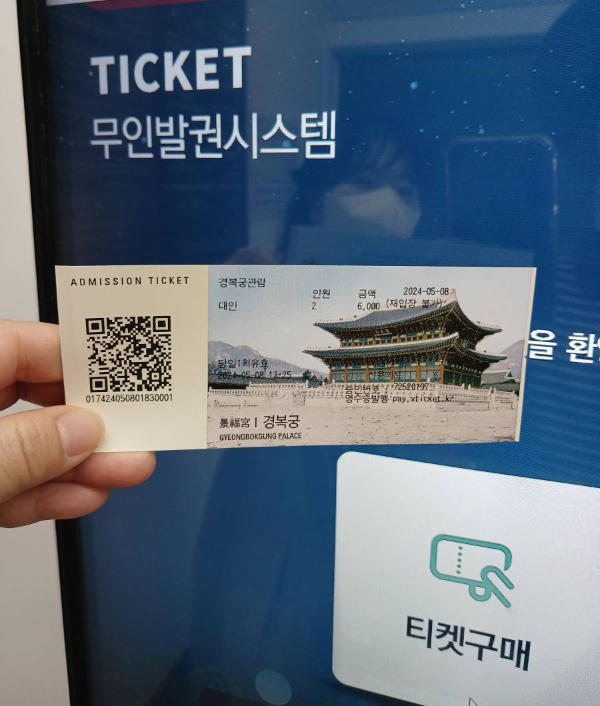 TICKET
무인발권시스템
ADMISSION TICKET
017424050801830001
경복궁관람
인원 금액 2024-05-08
대인 2 6,000 (재입장 불가)
당일1회유효
2024-05-08 13:25
72520197
영수증발행 pay.xticket.kr
景福宮 | 경복궁
GYEONGBOKGUNG PALACE
을 환
티켓구매